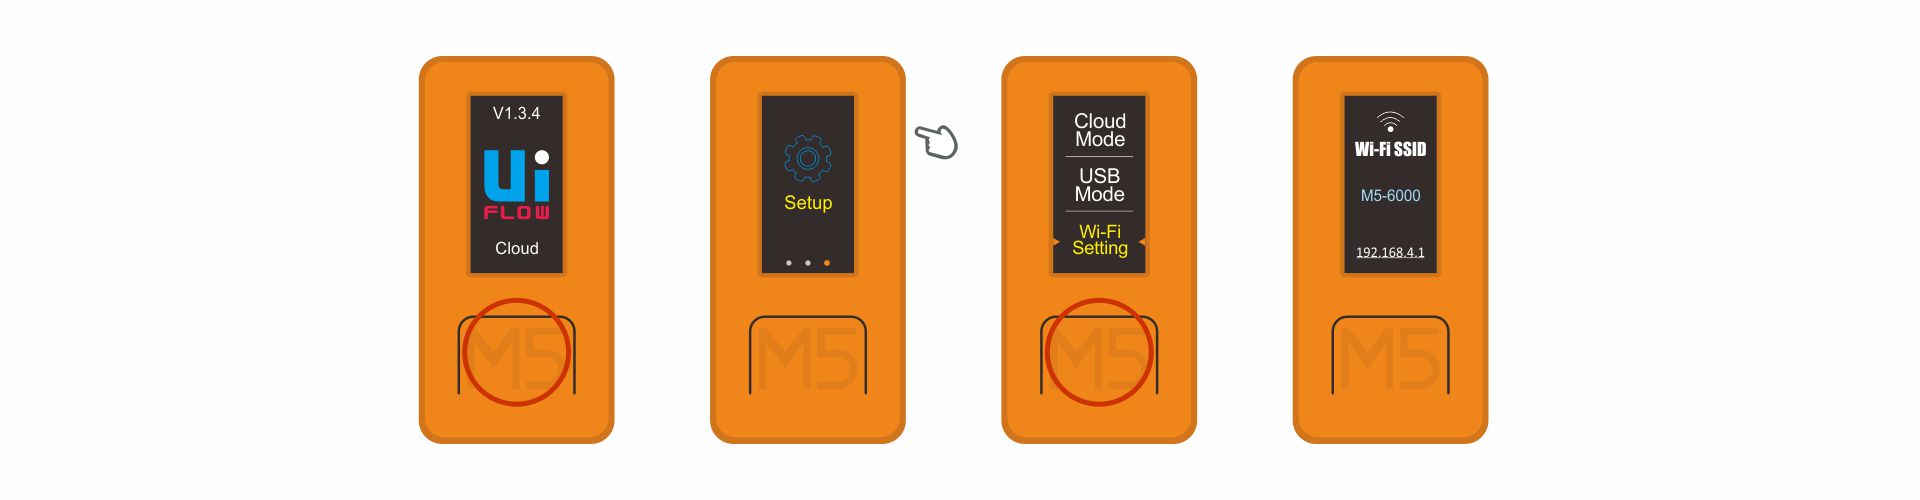 V1.3.4
Ui
FLOW
Cloud
M5
Setup
M5
Cloud
Mode
USB
Mode
Wi-Fi
Setting
M5
Wi-Fi SSID
M5-6000
192.168.4.1
M5